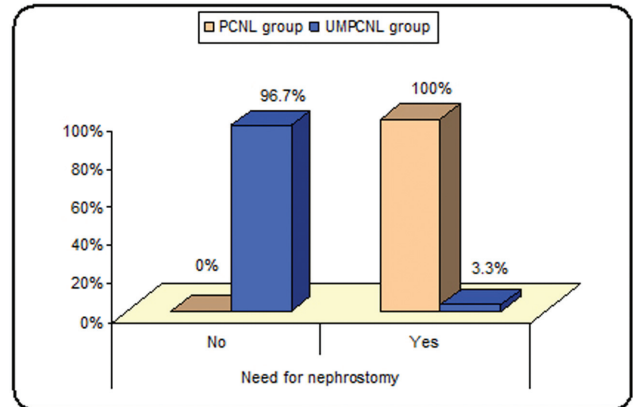 PCNL group UMPCNL group
96.7%
100%
100%
80%
60%
40%
20%
0%
0%
3.3%
No
Yes
Need for nephrostomy